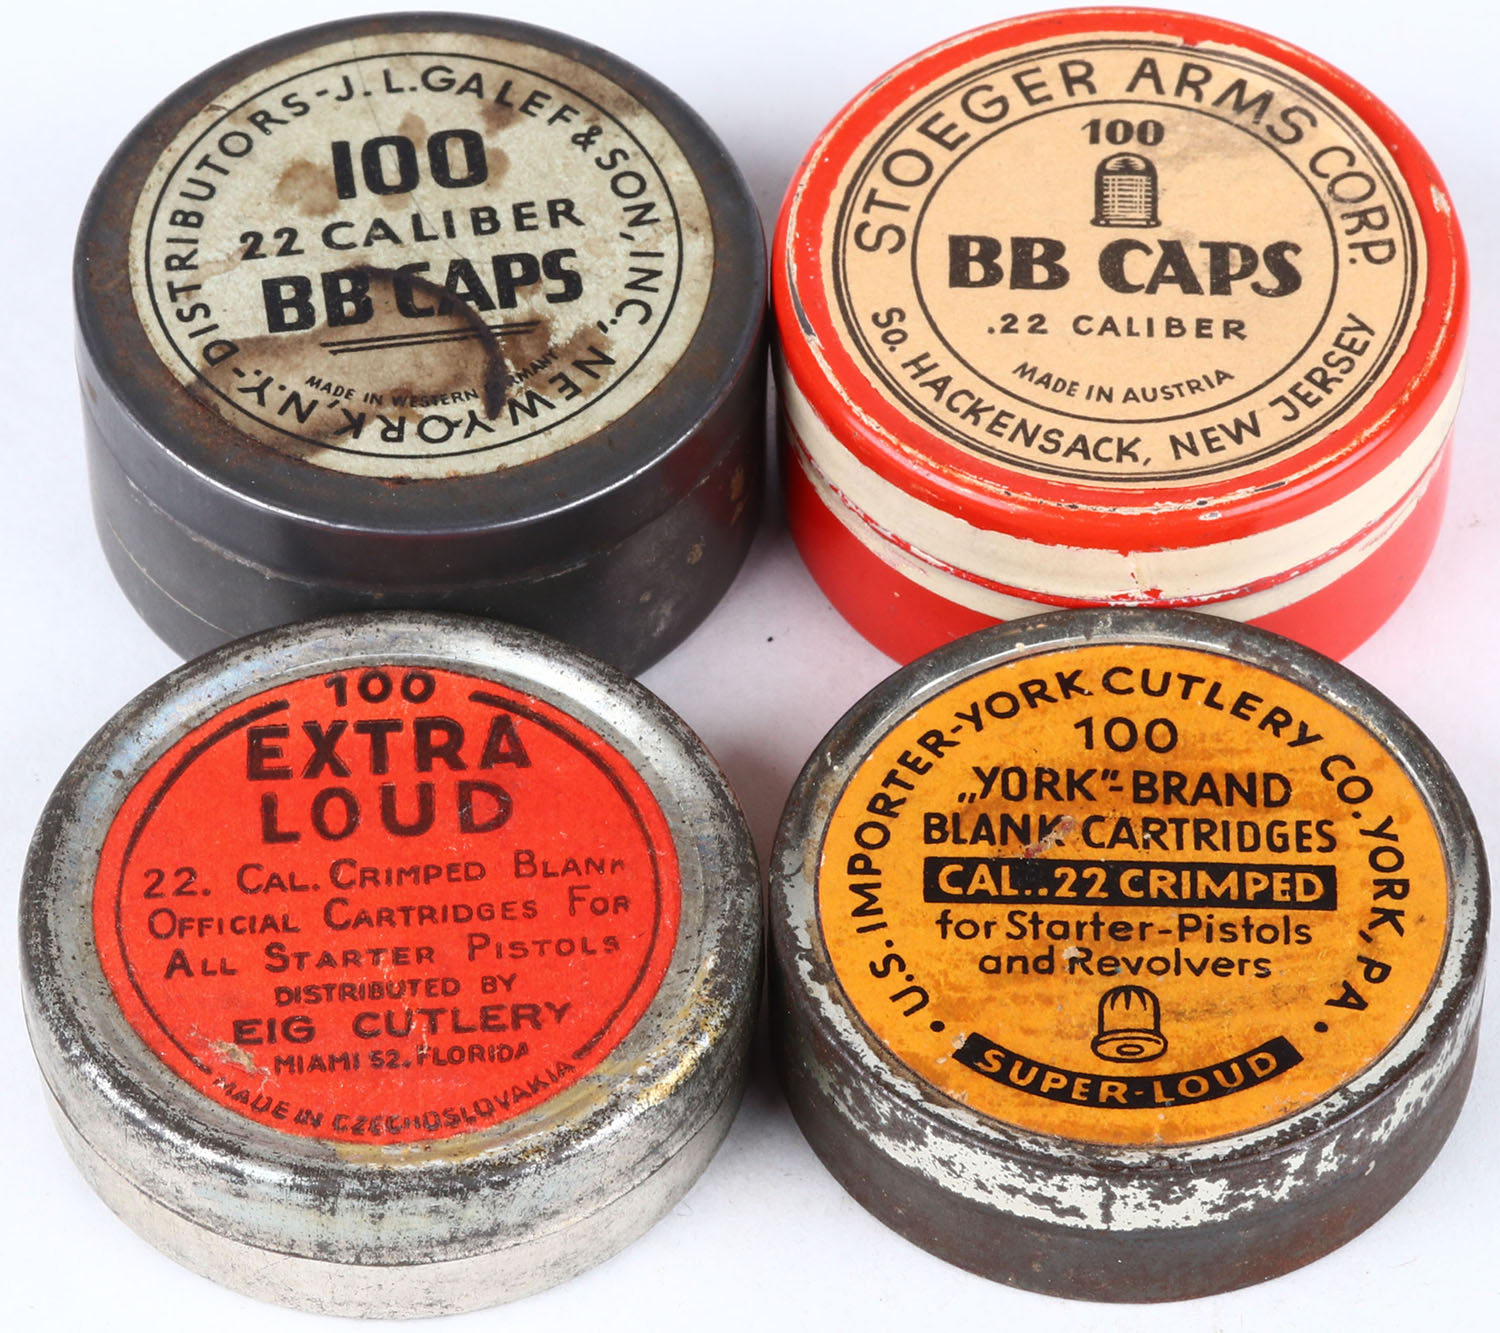 DISTRIBUTORS-J.L.GALEF & SON, INC., NEW YORK, N.Y.-
100
22 CALIBER
BB CAPS
MADE IN WESTERN
STOEGER ARMS CORP.
100
BB CAPS
.22 CALIBER
MADE IN AUSTRIA
SO. HACKENSACK, NEW JERSEY
100
EXTRA
LOUD
22. CAL. CRIMPED BLANK
OFFICIAL CARTRIDGES FOR
ALL STARTER PISTOLS
DISTRIBUTED BY
EIG CUTLERY
MIAMI 52, FLORIDA
MADE IN CZECHOSLOVAKIA
• U.S. IMPORTER-YORK CUTLERY CO. YORK, PA •
100
„YORK"-BRAND
BLANK CARTRIDGES
CAL..22 CRIMPED
for Starter-Pistols
and Revolvers
SUPER-LOUD